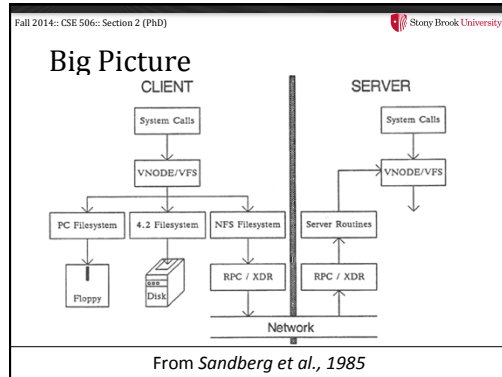 Fall 2014:: CSE 506:: Section 2 (PhD)
Stony Brook University
Big Picture
CLIENT
SERVER
System Calls
System Calls
VNODE/VFS
VNODE/VFS
PC Filesystem
4.2 Filesystem
NFS Filesystem
Server Routines
Floppy
Disk
RPC / XDR
RPC / XDR
Network
From Sandberg et al., 1985